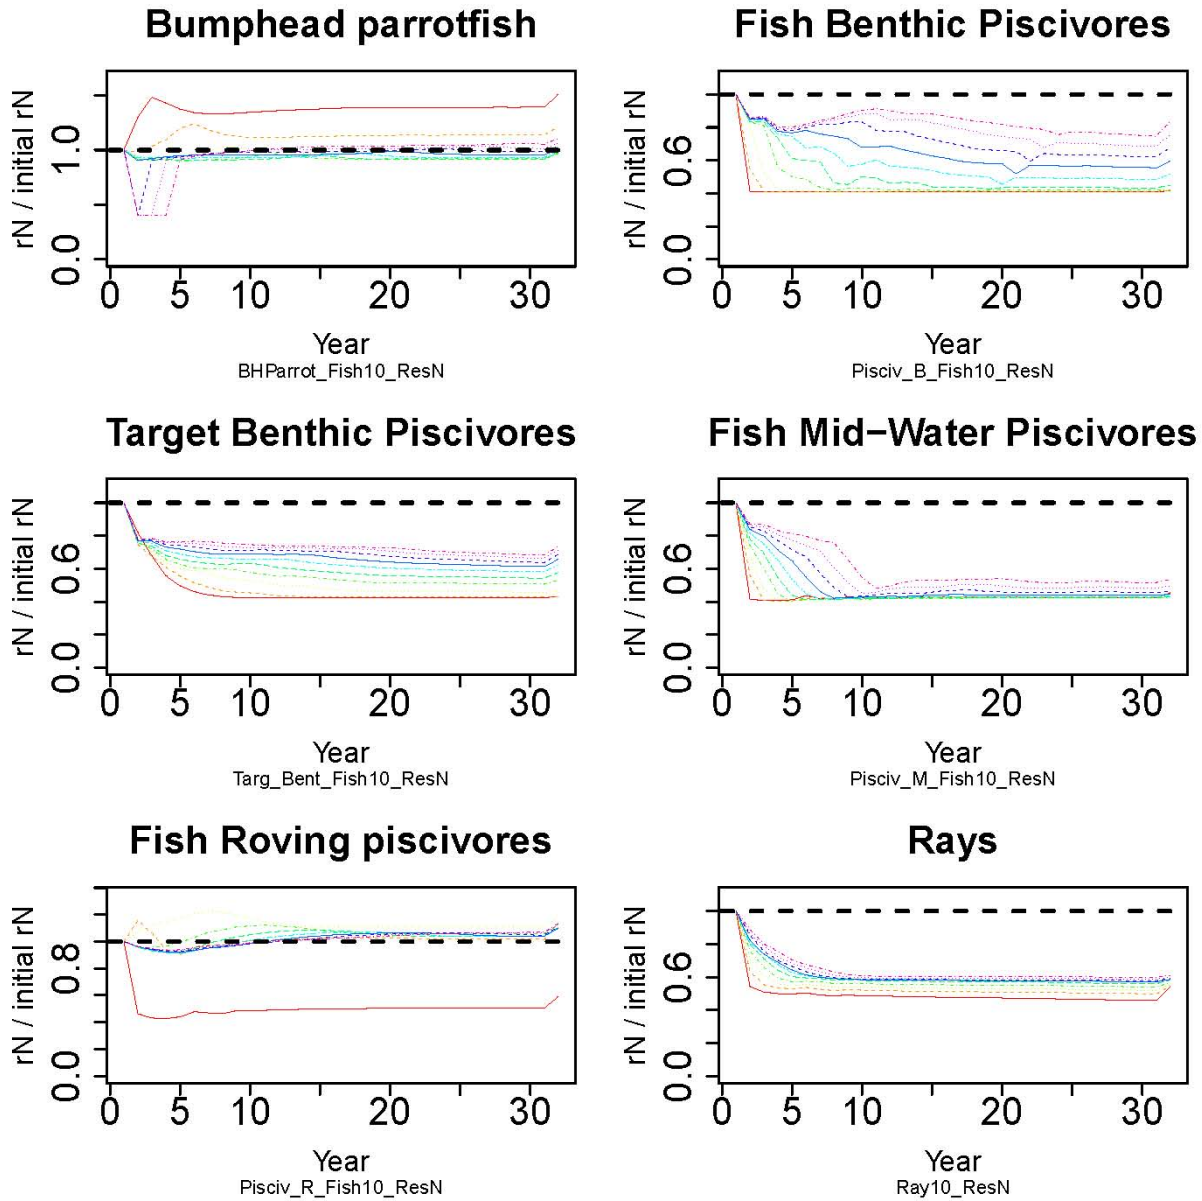 Bumphead parrotfish
rN / initial rN
0.0 1.0
0 5 10 20 30
Year
BHParrot_Fish10_ResN
Fish Benthic Piscivores
rN / initial rN
0.0 0.6
0 5 10 20 30
Year
Pisciv_B_Fish10_ResN
Target Benthic Piscivores
rN / initial rN
0.0 0.6
0 5 10 20 30
Year
Targ_Bent_Fish10_ResN
Fish Mid−Water Piscivores
rN / initial rN
0.0 0.6
0 5 10 20 30
Year
Pisciv_M_Fish10_ResN
Fish Roving piscivores
rN / initial rN
0.0 0.8
0 5 10 20 30
Year
Pisciv_R_Fish10_ResN
Rays
rN / initial rN
0.0 0.6
0 5 10 20 30
Year
Ray10_ResN